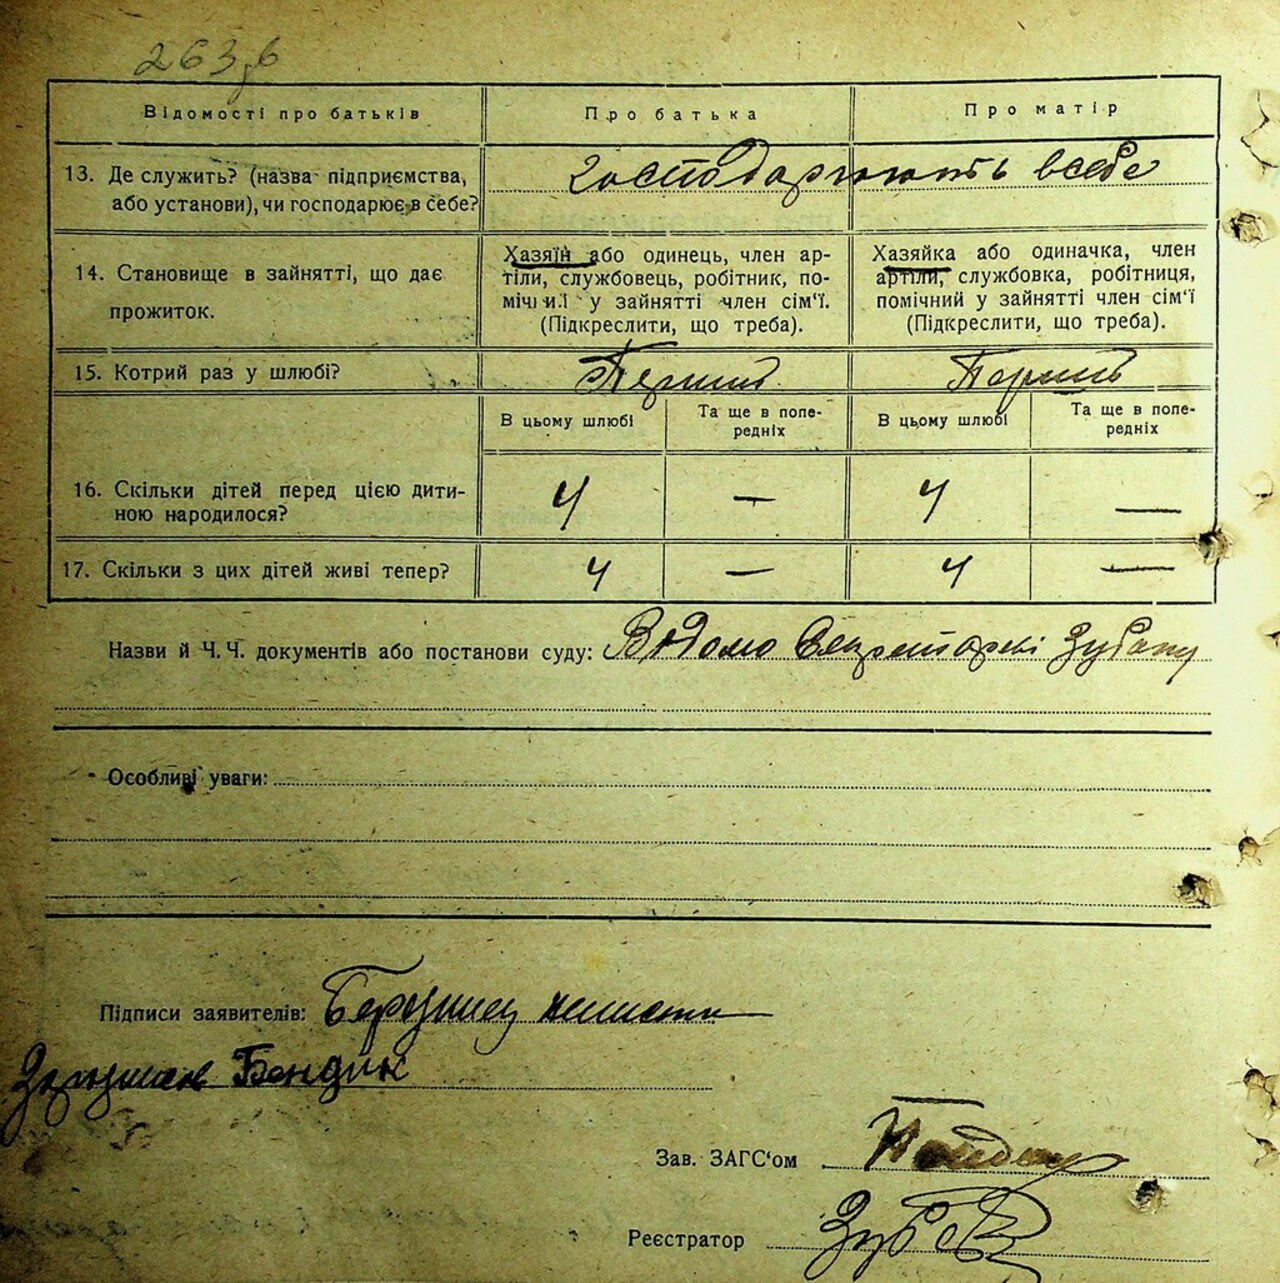 263
Відомості про батьків
Про батька
Про матір
13. Де служить? (назва підприємства,
або установи), чи господарює в себе?
Господарюють всебе
14. Становище в зайнятті, що дає
прожиток.
Хазяїн або одинець, член ар-
тіли, службовець, робітник, по-
мічний у зайнятті член сім'ї.
(Підкреслити, що треба).
Хазяйка або одиначка, член
артіли, службовка, робітниця,
помічний у зайнятті член сім'ї
(Підкреслити, що треба).
15. Котрий раз у шлюбі?
Перший
Перший
В цьому шлюбі
Та ще в попе-
редніх
В цьому шлюбі
Та ще в попе-
редніх
16. Скільки дітей перед цією дити-
ною народилося?
4 — 4 —
17. Скільки з цих дітей живі тепер?
4 — 4 —
Назви й Ч. Ч. документів або постанови суду: Відомо Секретарві
Особливі уваги:
Підписи заявителів:
Бондик
Зав. ЗАГС'ом
Реєстратор